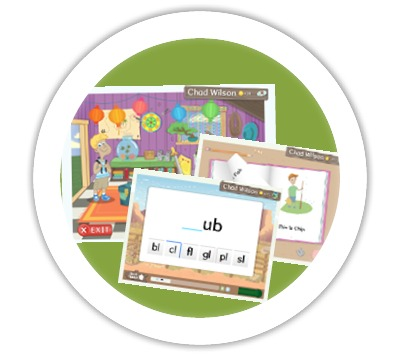 Chad Wilson
EXIT
Chad Wilson
Chad Wilson
__ub
bl cl fl gl pl sl